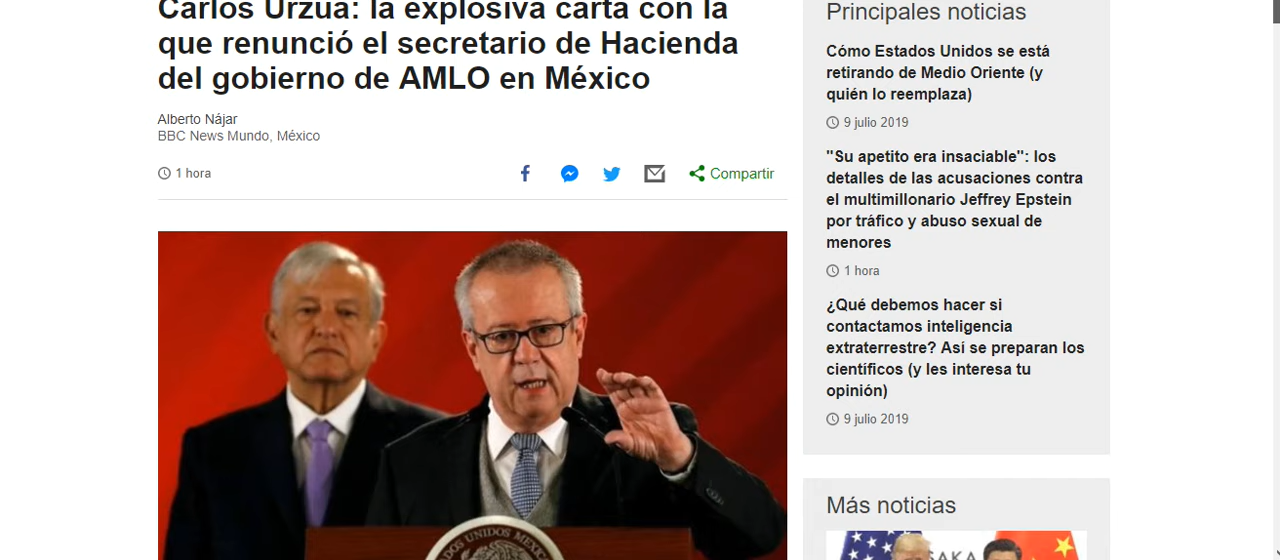 Carlos Urzúa: la explosiva carta con la
que renunció el secretario de Hacienda
del gobierno de AMLO en México
Alberto Nájar
BBC News Mundo, México
1 hora
Compartir
UNIDOS MEXIC
Principales noticias
Cómo Estados Unidos se está
retirando de Medio Oriente (y
quién lo reemplaza)
9 julio 2019
"Su apetito era insaciable": los
detalles de las acusaciones contra
el multimillonario Jeffrey Epstein
por tráfico y abuso sexual de
menores
1 hora
¿Qué debemos hacer si
contactamos inteligencia
extraterrestre? Así se preparan los
científicos (y les interesa tu
opinión)
9 julio 2019
Más noticias
SAKA